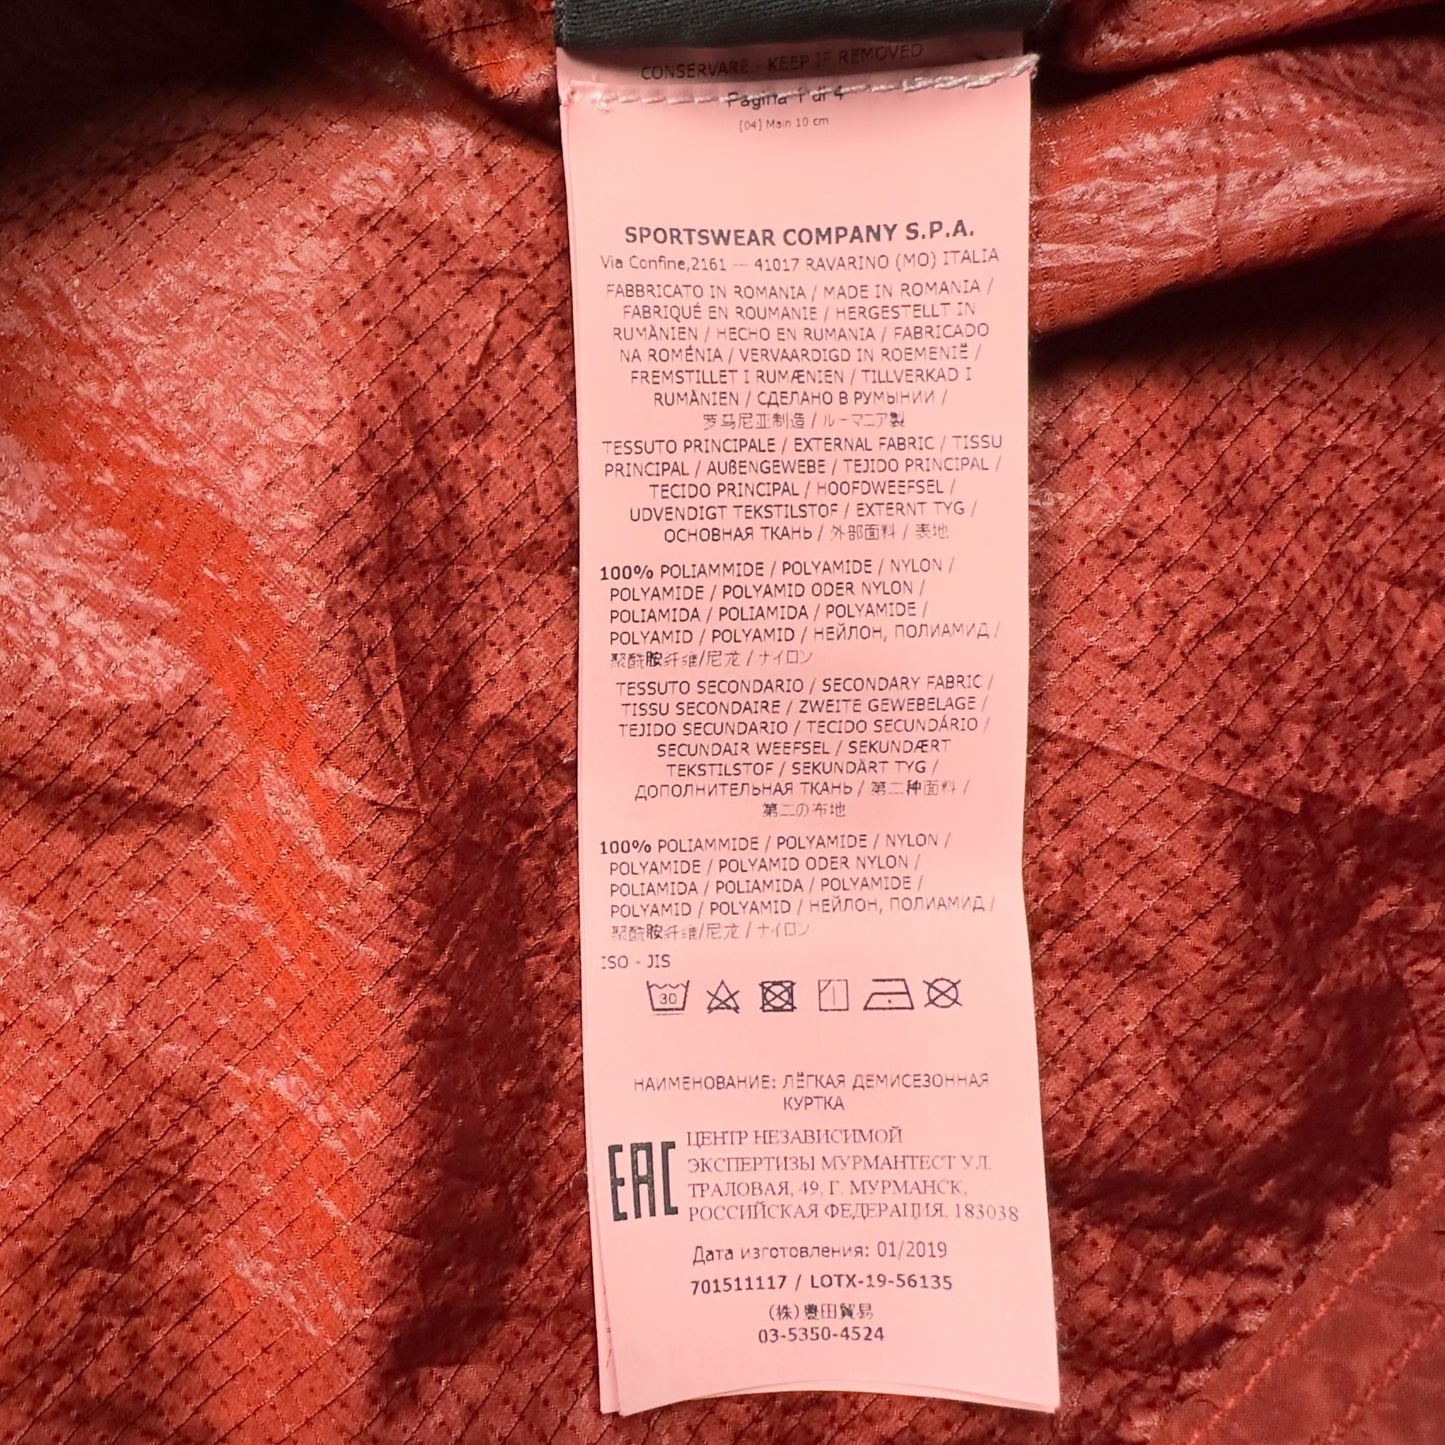 CONSERVARE - KEEP IF REMOVED
Pagina 1 di 4
[04] Main 10 cm
SPORTSWEAR COMPANY S.P.A.
Via Confine,2161 — 41017 RAVARINO (MO) ITALIA
FABBRICATO IN ROMANIA / MADE IN ROMANIA /
FABRIQUÉ EN ROUMANIE / HERGESTELLT IN
RUMÄNIEN / HECHO EN RUMANIA / FABRICADO
NA ROMÉNIA / VERVAARDIGD IN ROEMENIË /
FREMSTILLET I RUMÆNIEN / TILLVERKAD I
RUMÄNIEN / СДЕЛАНО В РУМЫНИИ /
罗马尼亚制造 / ルーマニア製
TESSUTO PRINCIPALE / EXTERNAL FABRIC / TISSU
PRINCIPAL / AUßENGEWEBE / TEJIDO PRINCIPAL /
TECIDO PRINCIPAL / HOOFDWEEFSEL /
UDVENDIGT TEKSTILSTOF / EXTERNT TYG /
ОСНОВНАЯ ТКАНЬ / 外部面料 / 表地
100% POLIAMMIDE / POLYAMIDE / NYLON /
POLYAMIDE / POLYAMID ODER NYLON /
POLIAMIDA / POLIAMIDA / POLYAMIDE /
POLYAMID / POLYAMID / НЕЙЛОН, ПОЛИАМИД /
聚酰胺纤维/尼龙 / ナイロン
TESSUTO SECONDARIO / SECONDARY FABRIC /
TISSU SECONDAIRE / ZWEITE GEWEBELAGE /
TEJIDO SECUNDARIO / TECIDO SECUNDÁRIO /
SECUNDAIR WEEFSEL / SEKUNDÆRT
TEKSTILSTOF / SEKUNDÄRT TYG /
ДОПОЛНИТЕЛЬНАЯ ТКАНЬ / 第二种面料 /
第二の布地
100% POLIAMMIDE / POLYAMIDE / NYLON /
POLYAMIDE / POLYAMID ODER NYLON /
POLIAMIDA / POLIAMIDA / POLYAMIDE /
POLYAMID / POLYAMID / НЕЙЛОН, ПОЛИАМИД /
聚酰胺纤维/尼龙 / ナイロン
ISO - JIS
30
НАИМЕНОВАНИЕ: ЛЁГКАЯ ДЕМИСЕЗОННАЯ
КУРТКА
EAC
ЦЕНТР НЕЗАВИСИМОЙ
ЭКСПЕРТИЗЫ МУРМАНТЕСТ УЛ.
ТРАЛОВАЯ, 49, Г. МУРМАНСК,
РОССИЙСКАЯ ФЕДЕРАЦИЯ, 183038
Дата изготовления: 01/2019
701511117 / LOTX-19-56135
(株)豊田貿易
03-5350-4524